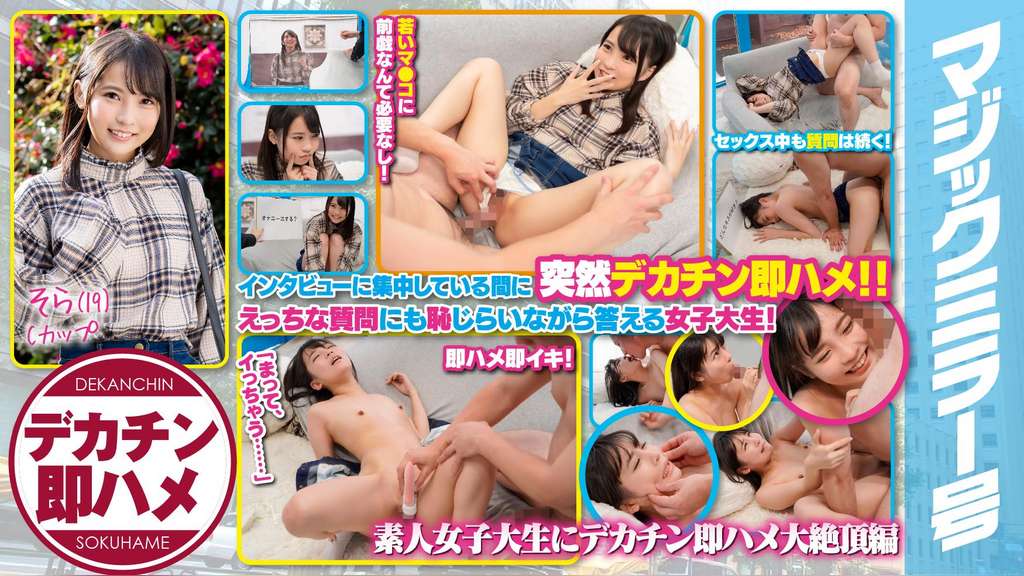 そら(19)
Cカップ
DEKANCHIN
デカチン
即ハメ
SOKUHAME
若いマ●コに
前戯なんて必要なし！
オナニーする？
セックス中も質問は続く！
インタビューに集中している間に 突然デカチン即ハメ!!
えっちな質問にも恥じらいながら答える女子大生！
「まって、
イっちゃう……」
即ハメ即イキ！
素人女子大生にデカチン即ハメ大絶頂編
マジックミラー号